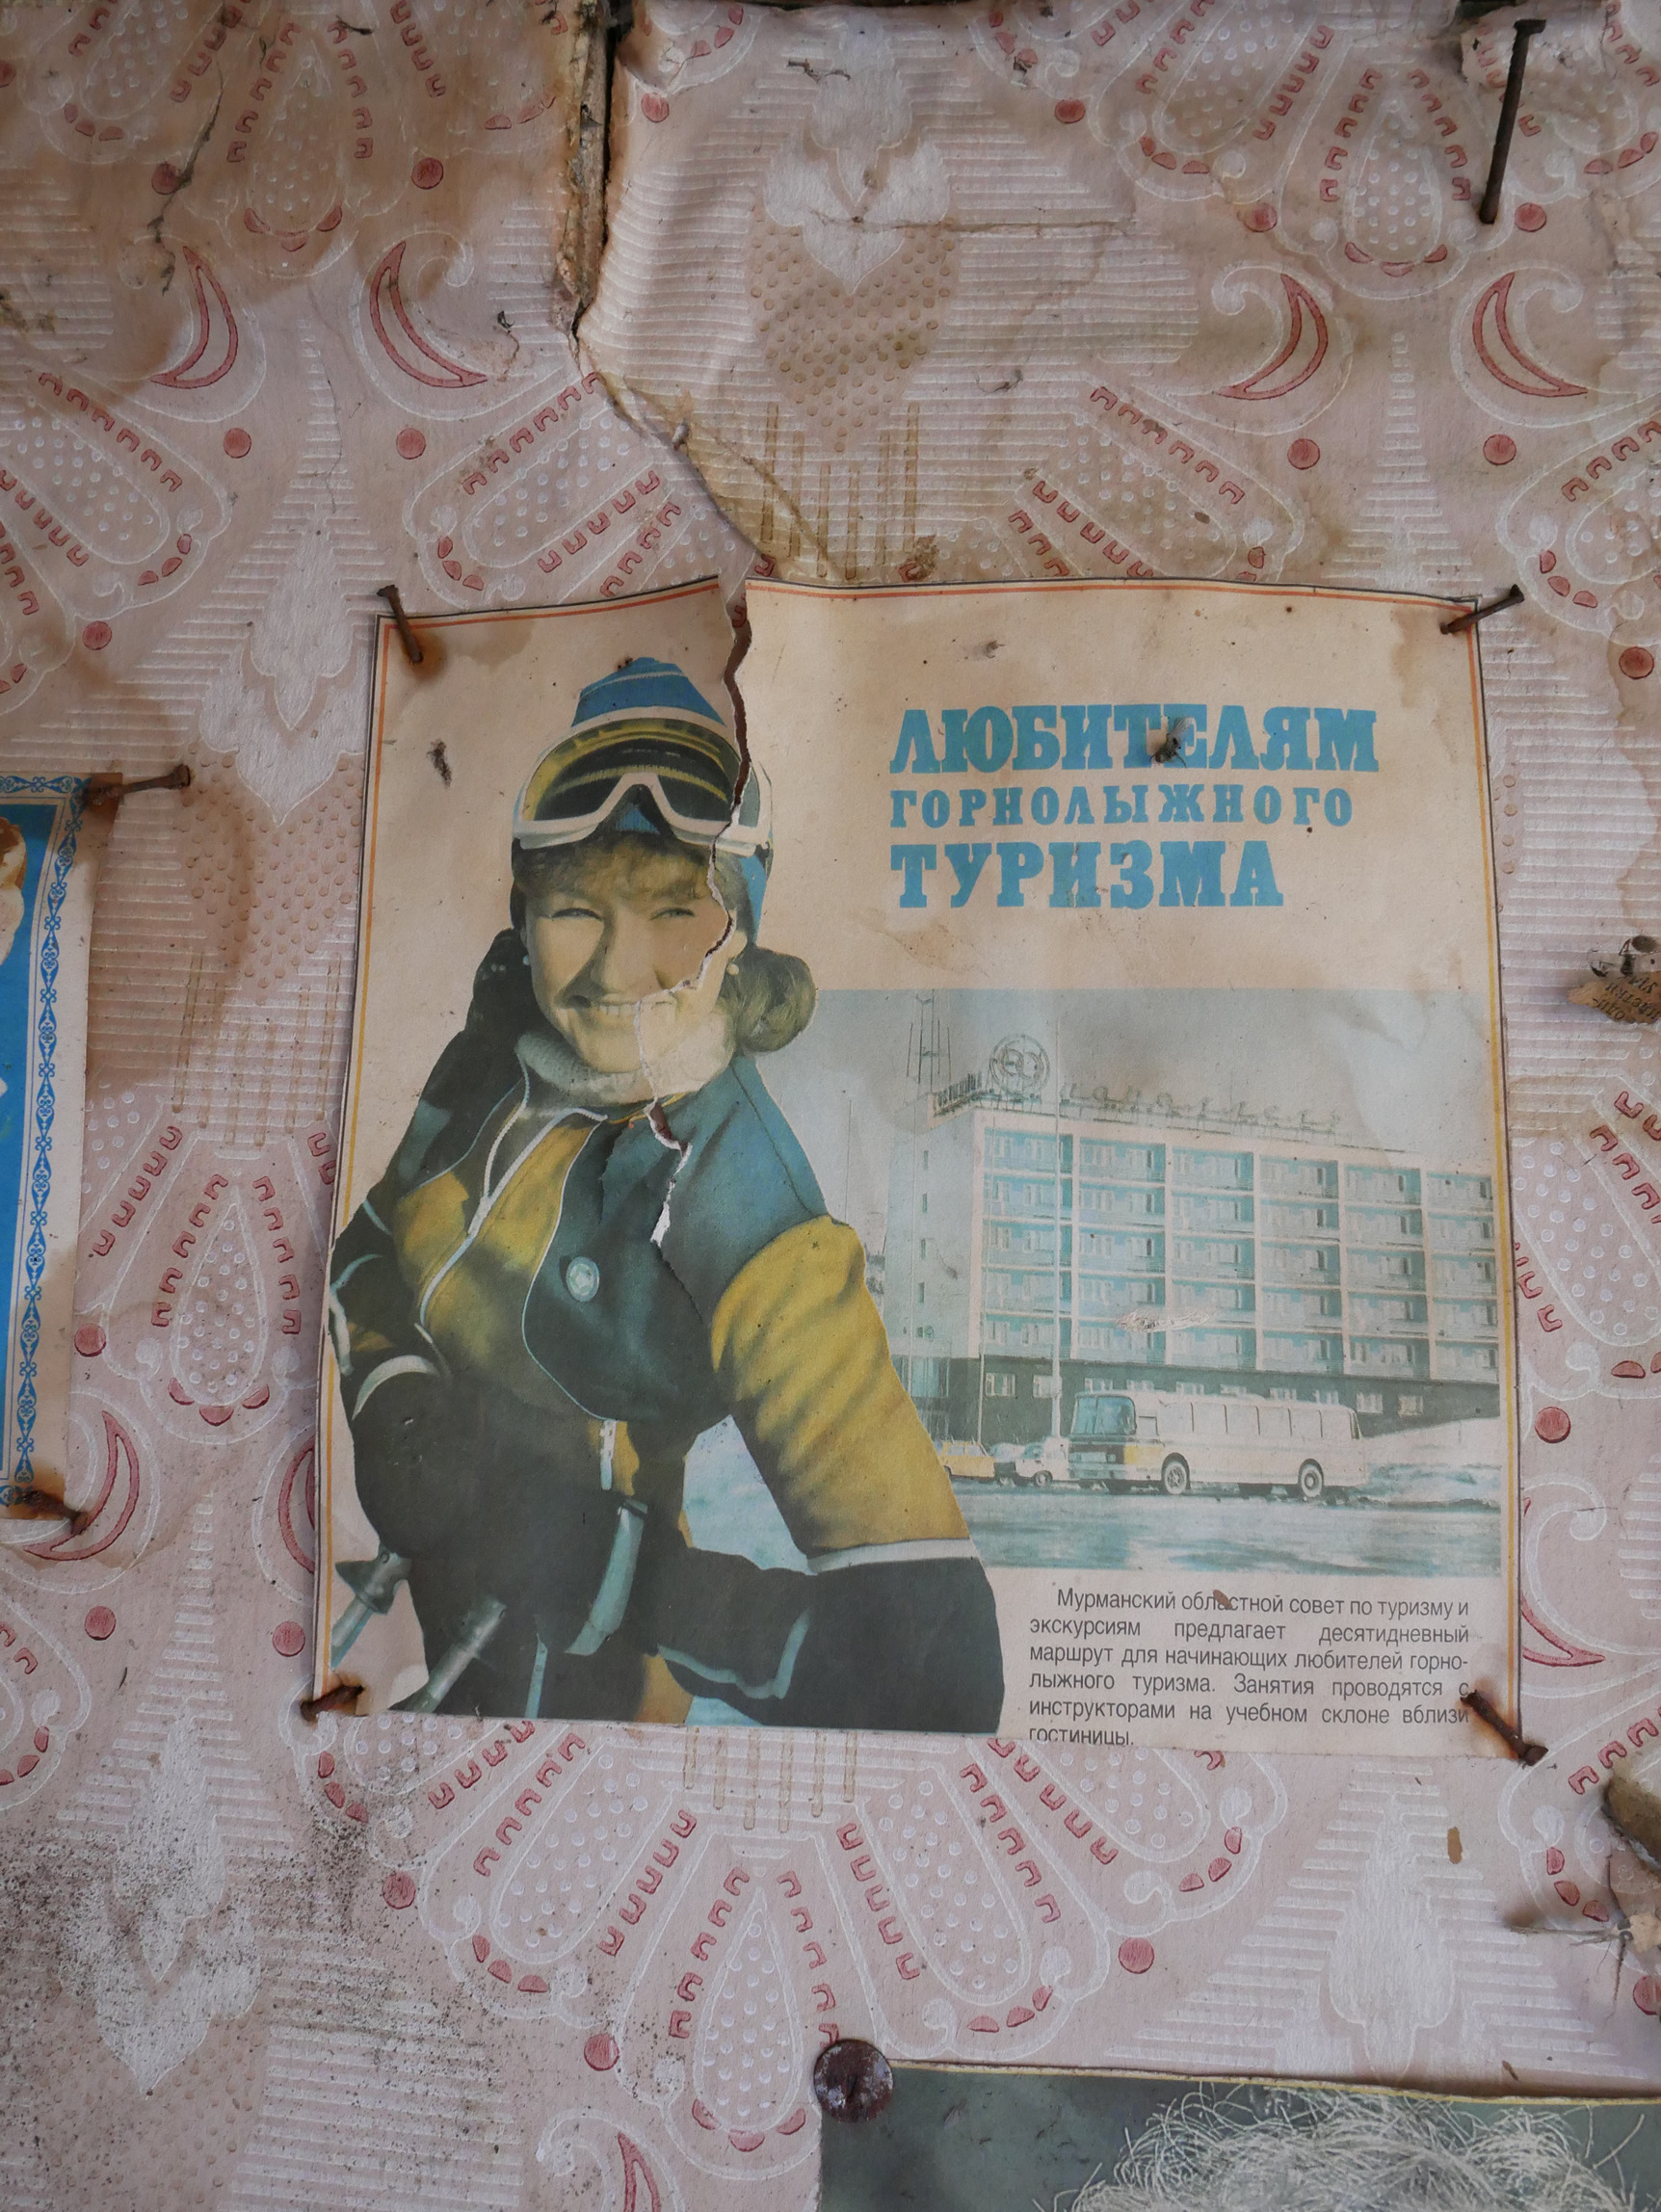 ЛЮБИТЕЛЯМ
ГОРНОЛЫЖНОГО
ТУРИЗМА
Мурманский областной совет по туризму и
экскурсиям предлагает десятидневный
маршрут для начинающих любителей горно-
лыжного туризма. Занятия проводятся с
инструкторами на учебном склоне вблизи
гостиницы.